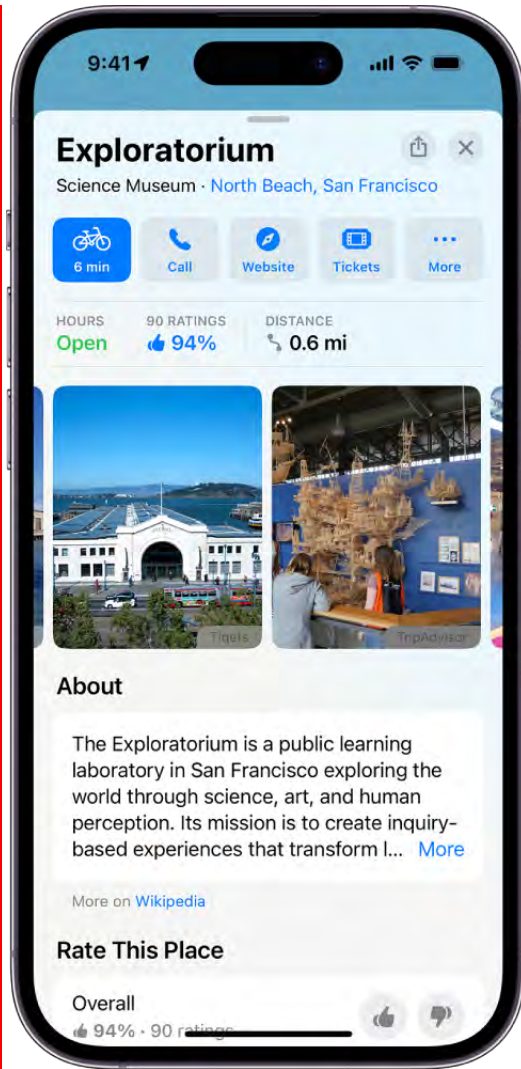 9:41
Exploratorium
Science Museum · North Beach, San Francisco
6 min
Call
Website
Tickets
More
HOURS
90 RATINGS
DISTANCE
Open
94%
0.6 mi
Tiqets
TripAdvisor
About
The Exploratorium is a public learning
laboratory in San Francisco exploring the
world through science, art, and human
perception. Its mission is to create inquiry-
based experiences that transform l... More
More on Wikipedia
Rate This Place
Overall
94% · 90 ratings